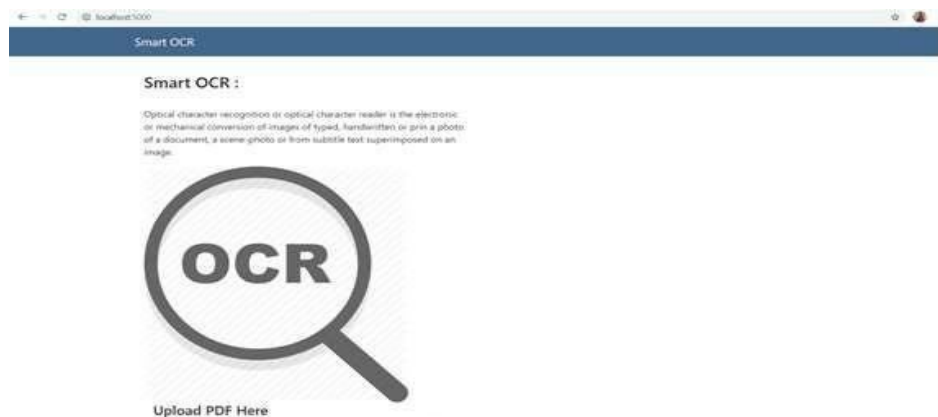 localhost:5000
Smart OCR
Smart OCR :
Optical character recognition or optical character reader is the electronic
or mechanical conversion of images of typed, handwritten or prin a photo
of a document, a scene-photo or from subtitle text superimposed on an
image.
OCR
Upload PDF Here